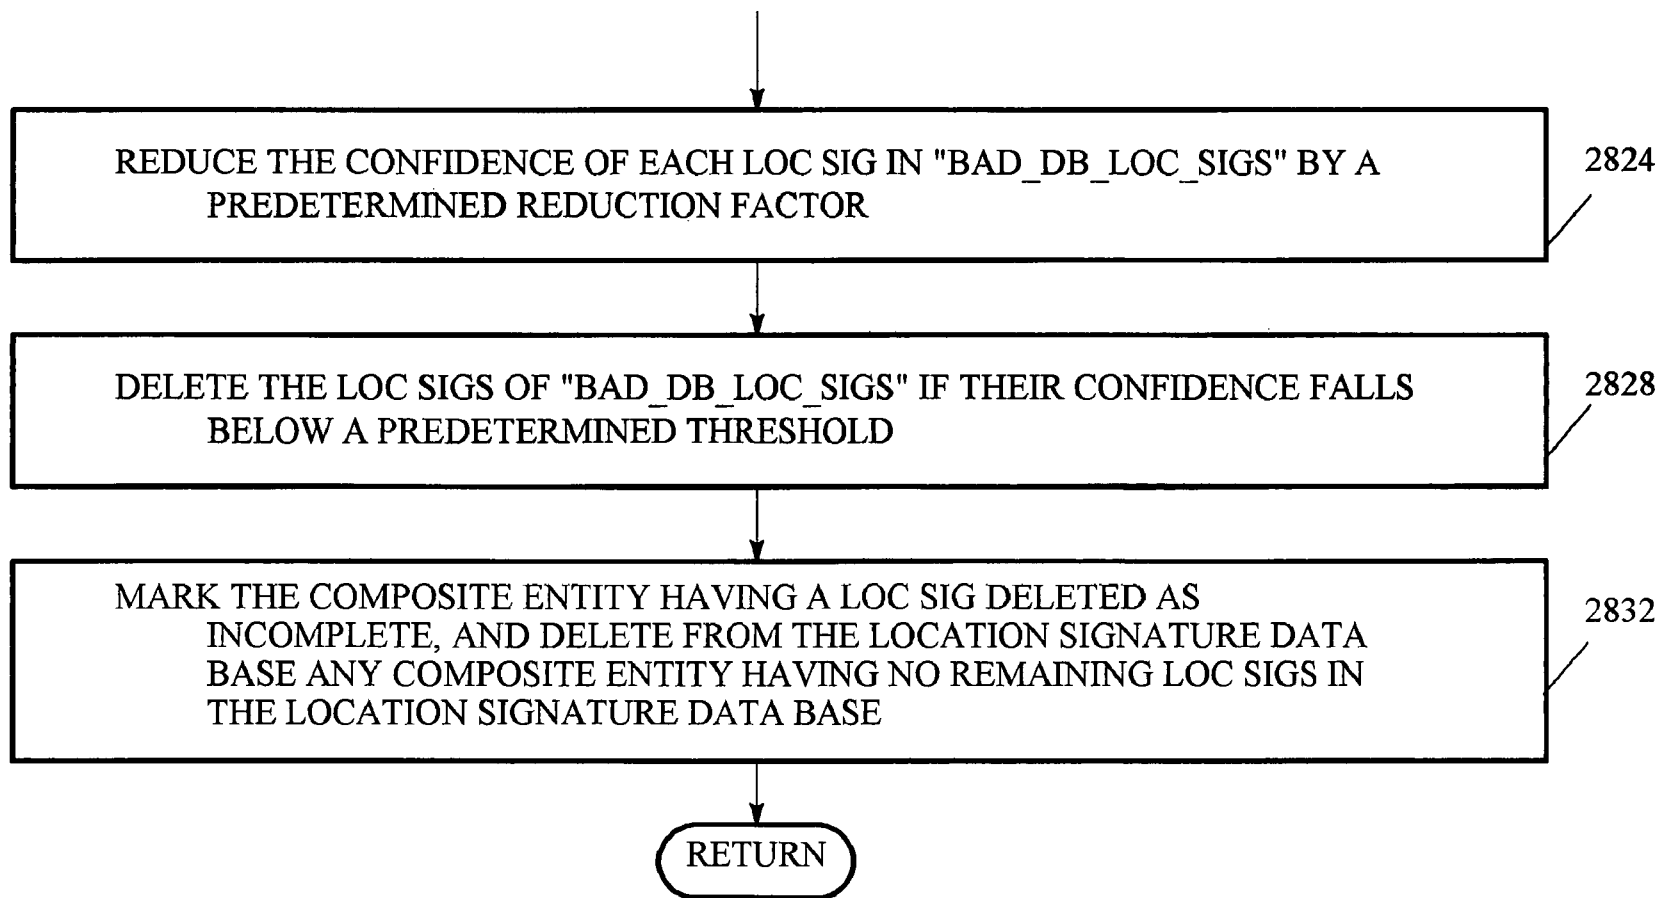 REDUCE THE CONFIDENCE OF EACH LOC SIG IN "BAD_DB_LOC_SIGS" BY A
PREDETERMINED REDUCTION FACTOR
2824
DELETE THE LOC SIGS OF "BAD_DB_LOC_SIGS" IF THEIR CONFIDENCE FALLS
BELOW A PREDETERMINED THRESHOLD
2828
MARK THE COMPOSITE ENTITY HAVING A LOC SIG DELETED AS
INCOMPLETE, AND DELETE FROM THE LOCATION SIGNATURE DATA
BASE ANY COMPOSITE ENTITY HAVING NO REMAINING LOC SIGS IN
THE LOCATION SIGNATURE DATA BASE
2832
RETURN